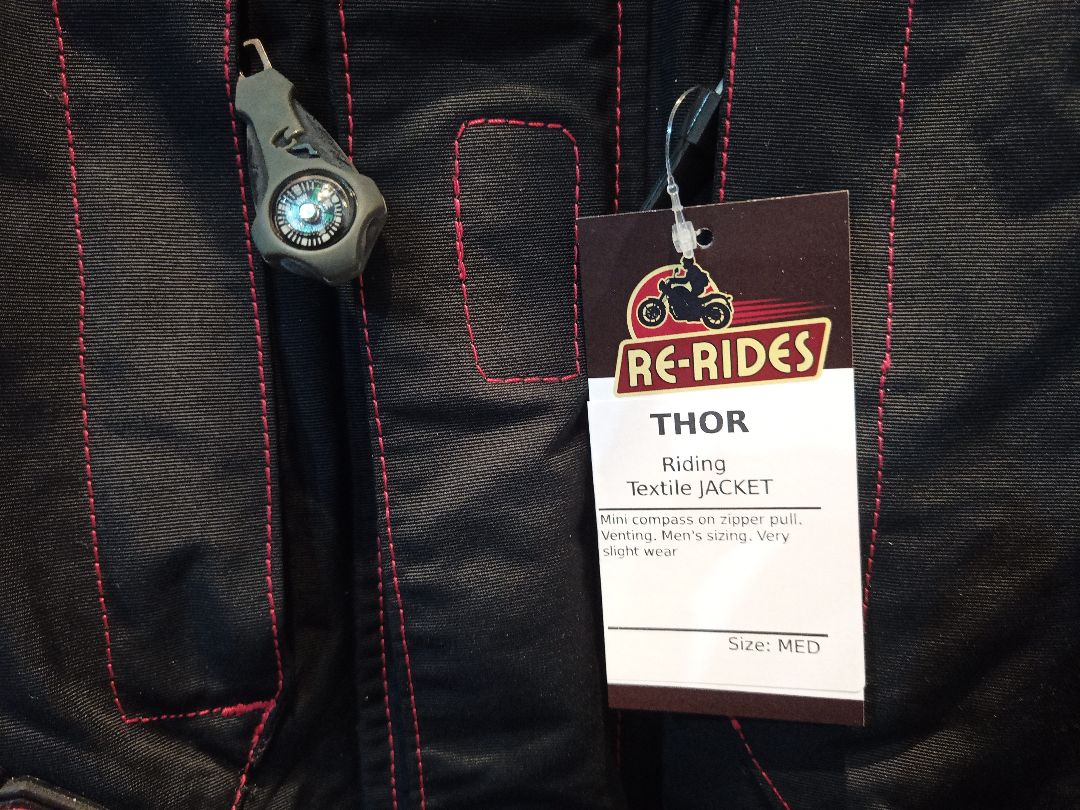 RE-RIDES
THOR
Riding
Textile JACKET
Mini compass on zipper pull.
Venting. Men's sizing. Very
slight wear
Size: MED